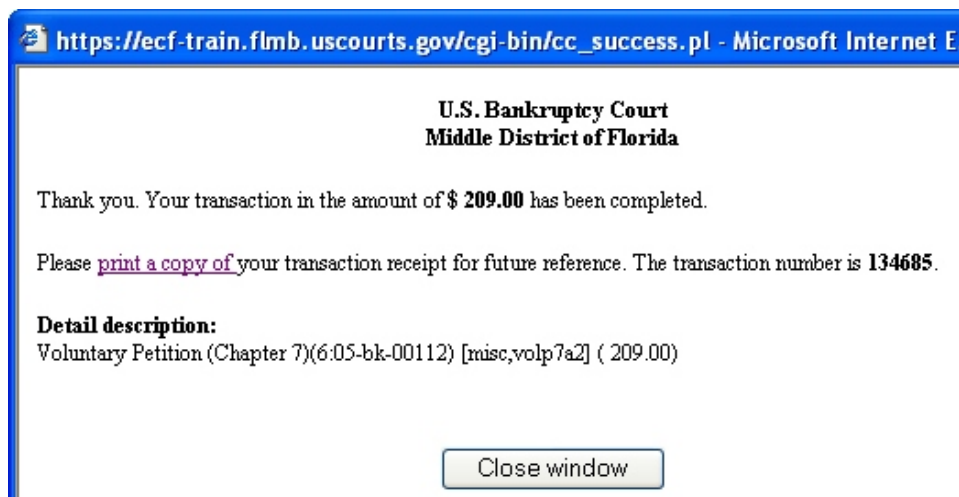 https://ecf-train.flmb.uscourts.gov/cgi-bin/cc_success.pl - Microsoft Internet E
U.S. Bankruptcy Court
Middle District of Florida
Thank you. Your transaction in the amount of $ 209.00 has been completed.
Please print a copy of your transaction receipt for future reference. The transaction number is 134685.
Detail description:
Voluntary Petition (Chapter 7)(6:05-bk-00112) [misc,volp7a2] ( 209.00)
Close window